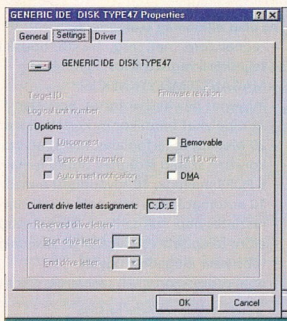 GENERIC IDE DISK TYPE47 Properties
General Settings Driver
GENERIC IDE DISK TYPE47
Target ID:
Firmware revision:
Logical unit number:
Options
Disconnect
Removable
Sync data transfer
Int 13 unit
Auto insert notification
DMA
Current drive letter assignment: C:,D:,E
Reserved drive letters
Start drive letter:
End drive letter:
OK Cancel